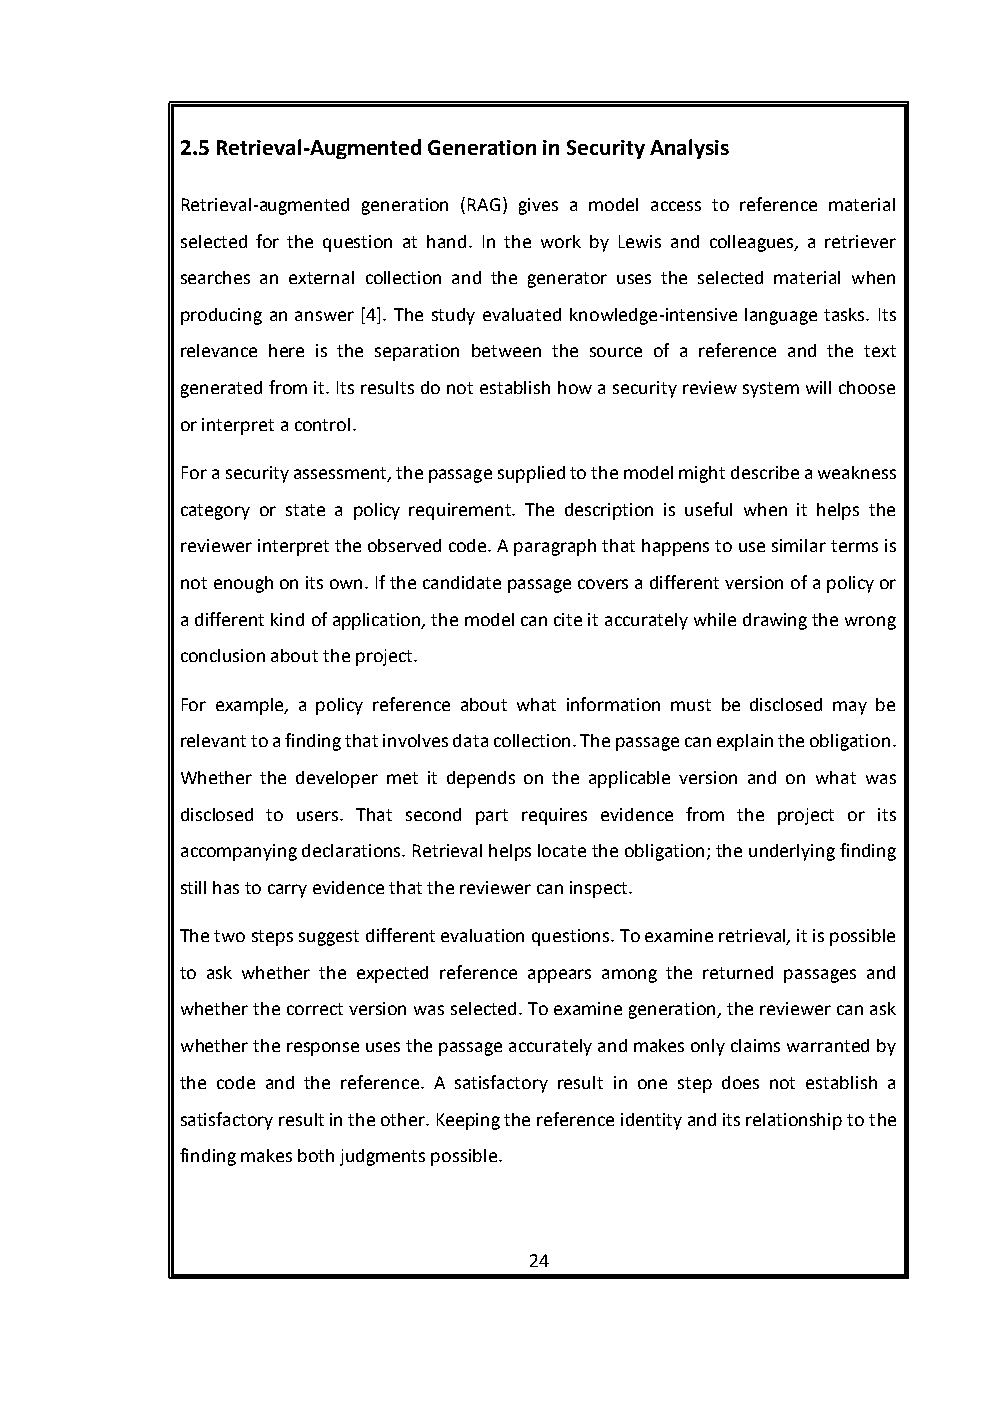 2.5 Retrieval-Augmented Generation in Security Analysis
Retrieval-augmented generation (RAG) gives a model access to reference material
selected for the question at hand. In the work by Lewis and colleagues, a retriever
searches an external collection and the generator uses the selected material when
producing an answer [4]. The study evaluated knowledge-intensive language tasks. Its
relevance here is the separation between the source of a reference and the text
generated from it. Its results do not establish how a security review system will choose
or interpret a control.
For a security assessment, the passage supplied to the model might describe a weakness
category or state a policy requirement. The description is useful when it helps the
reviewer interpret the observed code. A paragraph that happens to use similar terms is
not enough on its own. If the candidate passage covers a different version of a policy or
a different kind of application, the model can cite it accurately while drawing the wrong
conclusion about the project.
For example, a policy reference about what information must be disclosed may be
relevant to a finding that involves data collection. The passage can explain the obligation.
Whether the developer met it depends on the applicable version and on what was
disclosed to users. That second part requires evidence from the project or its
accompanying declarations. Retrieval helps locate the obligation; the underlying finding
still has to carry evidence that the reviewer can inspect.
The two steps suggest different evaluation questions. To examine retrieval, it is possible
to ask whether the expected reference appears among the returned passages and
whether the correct version was selected. To examine generation, the reviewer can ask
whether the response uses the passage accurately and makes only claims warranted by
the code and the reference. A satisfactory result in one step does not establish a
satisfactory result in the other. Keeping the reference identity and its relationship to the
finding makes both judgments possible.
24